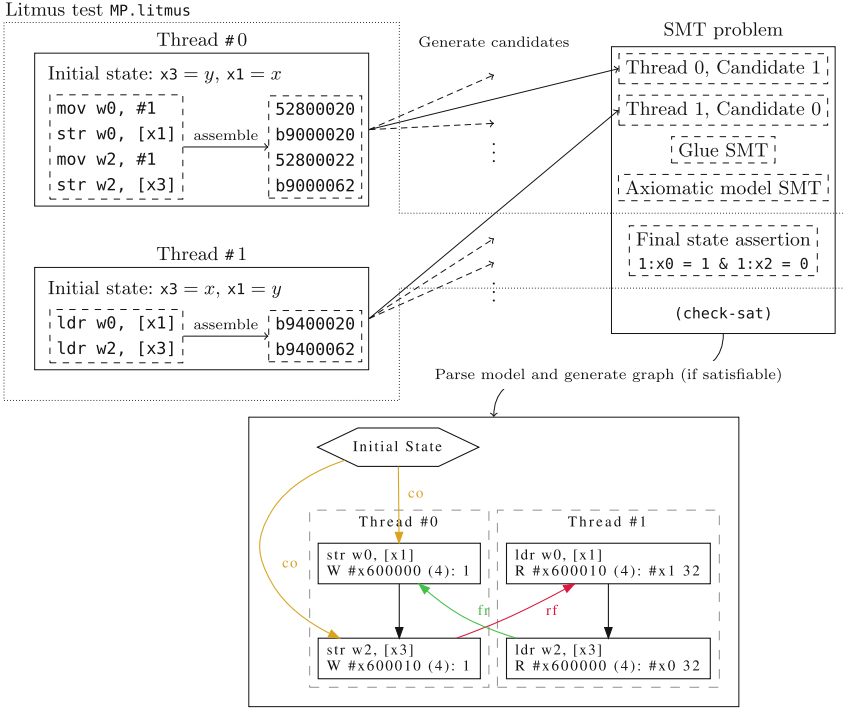 Litmus test MP.litmus
Thread #0
Initial state: x3 = y, x1 = x
mov w0, #1
str w0, [x1]
mov w2, #1
str w2, [x3]
assemble
52800020
b9000020
52800022
b9000062
Thread #1
Initial state: x3 = x, x1 = y
ldr w0, [x1]
ldr w2, [x3]
assemble
b9400020
b9400062
Generate candidates
⋮
⋮
SMT problem
Thread 0, Candidate 1
Thread 1, Candidate 0
Glue SMT
Axiomatic model SMT
Final state assertion
1:x0 = 1 & 1:x2 = 0
(check-sat)
Parse model and generate graph (if satisfiable)
Initial State
co
co
Thread #0
str w0, [x1]
W #x600000 (4): 1
str w2, [x3]
W #x600010 (4): 1
fr
rf
Thread #1
ldr w0, [x1]
R #x600010 (4): #x1 32
ldr w2, [x3]
R #x600000 (4): #x0 32